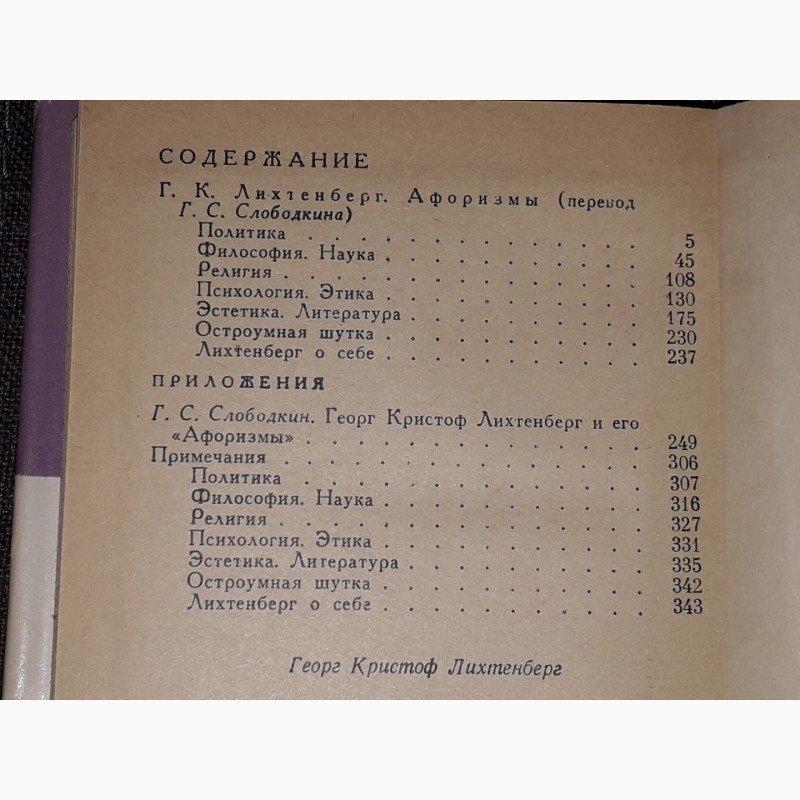 СОДЕРЖАНИЕ
Г. К. Лихтенберг. Афоризмы (перевод
Г. С. Слободкина)
Политика . . . . . . . . . . . . . . . 5
Философия. Наука . . . . . . . . . . . 45
Религия . . . . . . . . . . . . . . . 108
Психология. Этика . . . . . . . . . . 130
Эстетика. Литература . . . . . . . . . 175
Остроумная шутка . . . . . . . . . . . 230
Лихтенберг о себе . . . . . . . . . . 237
ПРИЛОЖЕНИЯ
Г. С. Слободкин. Георг Кристоф Лихтенберг и его
«Афоризмы» . . . . . . . . . . . . . . 249
Примечания . . . . . . . . . . . . . . 306
Политика . . . . . . . . . . . . . . . 307
Философия. Наука . . . . . . . . . . . 316
Религия . . . . . . . . . . . . . . . 327
Психология. Этика . . . . . . . . . . 331
Эстетика. Литература . . . . . . . . . 335
Остроумная шутка . . . . . . . . . . . 342
Лихтенберг о себе . . . . . . . . . . 343
Георг Кристоф Лихтенберг